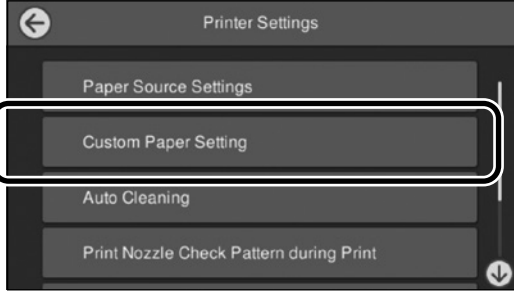 Printer Settings
Paper Source Settings
Custom Paper Setting
Auto Cleaning
Print Nozzle Check Pattern during Print